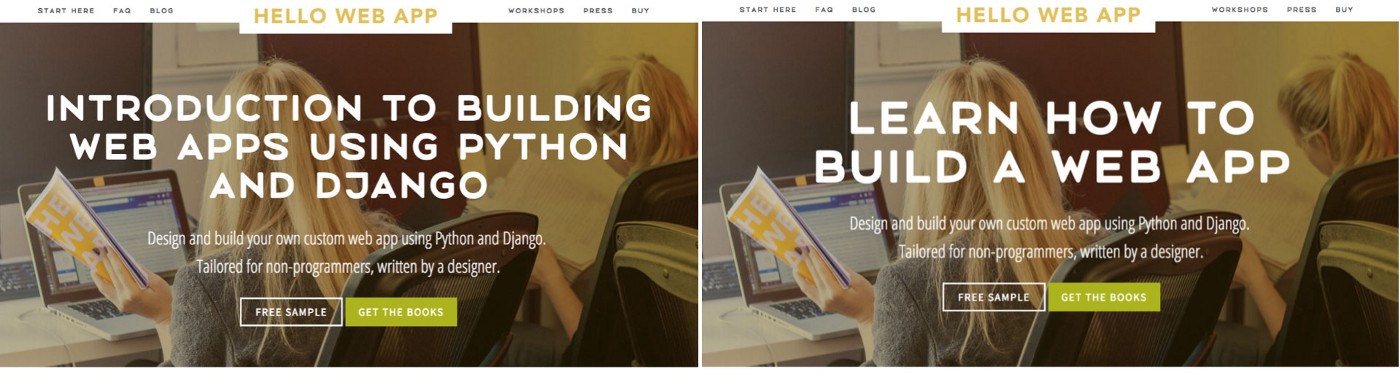 START HERE FAQ BLOG HELLO WEB APP WORKSHOPS PRESS BUY
INTRODUCTION TO BUILDING
WEB APPS USING PYTHON
AND DJANGO
Design and build your own custom web app using Python and Django.
Tailored for non-programmers, written by a designer.
FREE SAMPLE GET THE BOOKS
START HERE FAQ BLOG HELLO WEB APP WORKSHOPS PRESS BUY
LEARN HOW TO
BUILD A WEB APP
Design and build your own custom web app using Python and Django.
Tailored for non-programmers, written by a designer.
FREE SAMPLE GET THE BOOKS